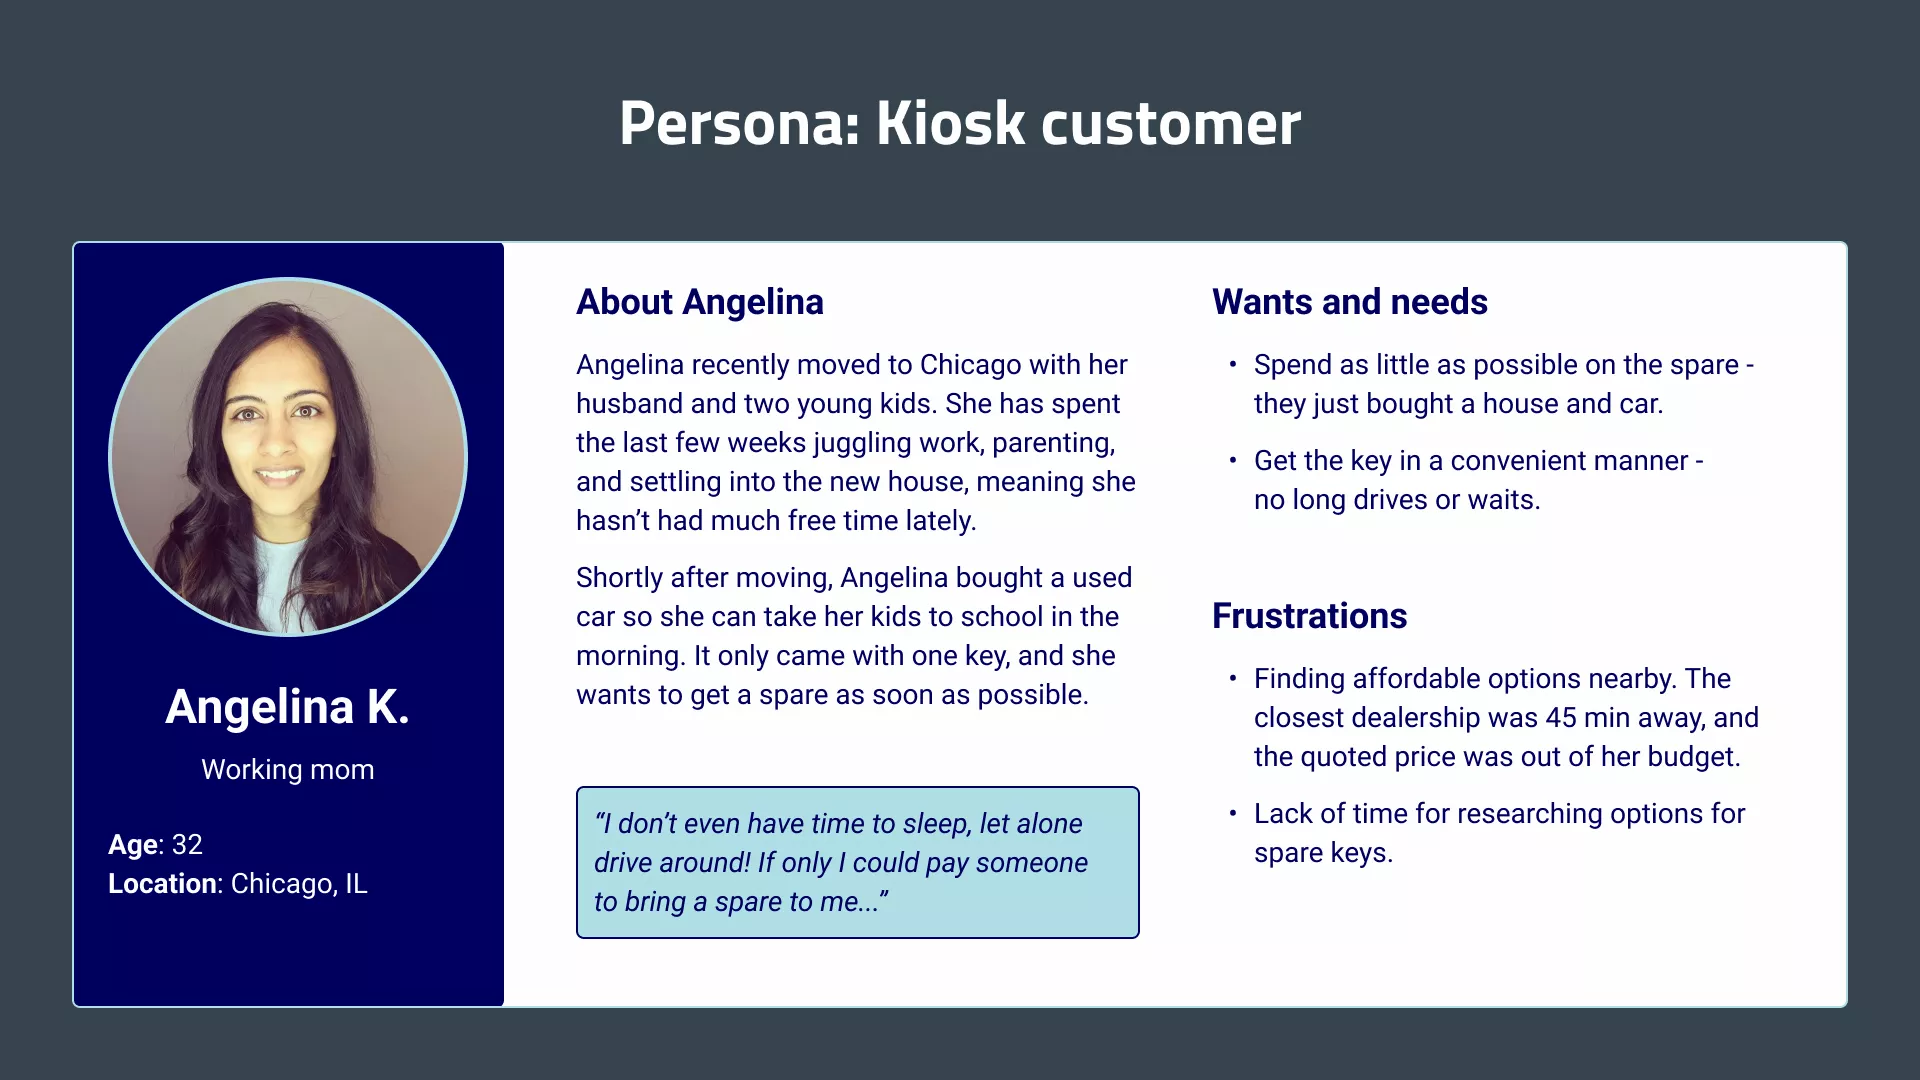 Persona: Kiosk customer
Angelina K.
Working mom
Age: 32
Location: Chicago, IL
About Angelina
Angelina recently moved to Chicago with her
husband and two young kids. She has spent
the last few weeks juggling work, parenting,
and settling into the new house, meaning she
hasn’t had much free time lately.
Shortly after moving, Angelina bought a used
car so she can take her kids to school in the
morning. It only came with one key, and she
wants to get a spare as soon as possible.
“I don’t even have time to sleep, let alone
drive around! If only I could pay someone
to bring a spare to me...”
Wants and needs
• Spend as little as possible on the spare -
they just bought a house and car.
• Get the key in a convenient manner -
no long drives or waits.
Frustrations
• Finding affordable options nearby. The
closest dealership was 45 min away, and
the quoted price was out of her budget.
• Lack of time for researching options for
spare keys.